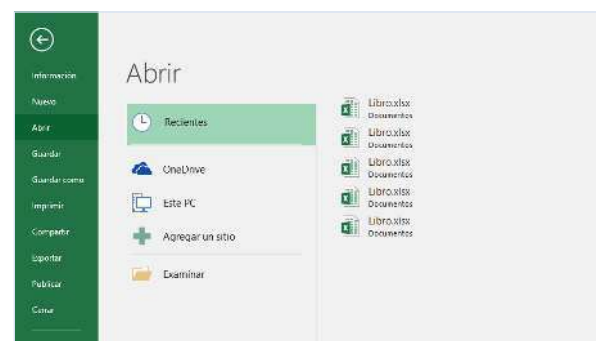 Información
Nuevo
Abrir
Guardar
Guardar como
Imprimir
Compartir
Exportar
Publicar
Cerrar
Abrir
Recientes
OneDrive
Este PC
Agregar un sitio
Examinar
Libro.xlsx
Documentos
Libro.xlsx
Documentos
Libro.xlsx
Documentos
Libro.xlsx
Documentos
Libro.xlsx
Documentos